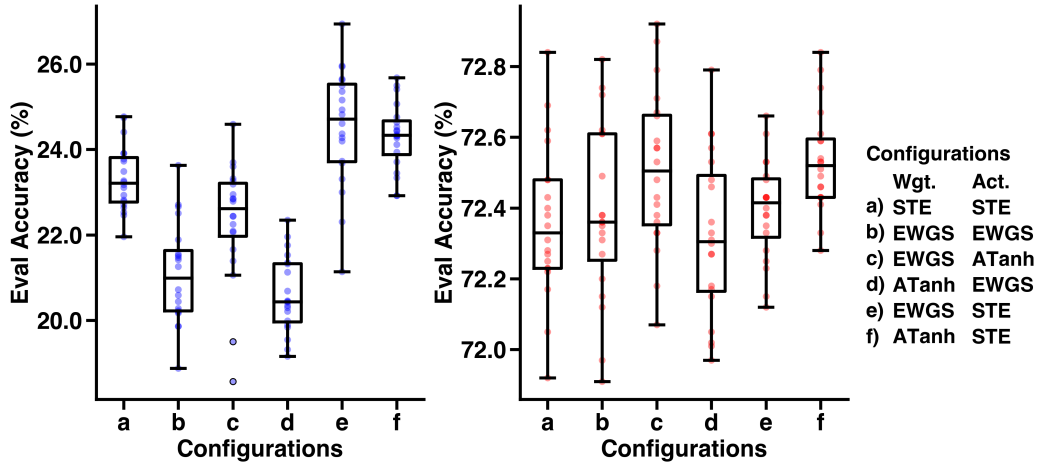 Eval Accuracy (%)
26.0
24.0
22.0
20.0
a b c d e f
Configurations
Eval Accuracy (%)
72.8
72.6
72.4
72.2
72.0
a b c d e f
Configurations
Configurations
Wgt. Act.
a) STE STE
b) EWGS EWGS
c) EWGS ATanh
d) ATanh EWGS
e) EWGS STE
f) ATanh STE